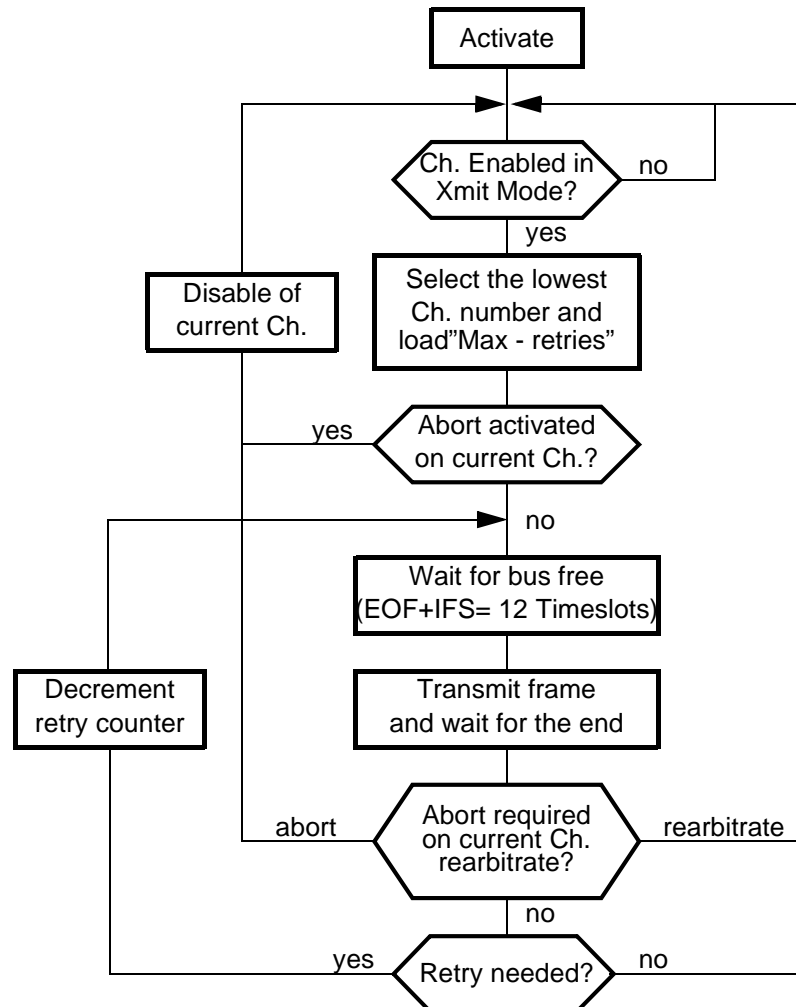 Activate
Ch. Enabled in
Xmit Mode?
no
yes
Disable of
current Ch.
Select the lowest
Ch. number and
load”Max - retries”
yes
Abort activated
on current Ch.?
no
Wait for bus free
(EOF+IFS= 12 Timeslots)
Decrement
retry counter
Transmit frame
and wait for the end
abort
Abort required
on current Ch.
rearbitrate?
rearbitrate
no
yes
Retry needed?
no